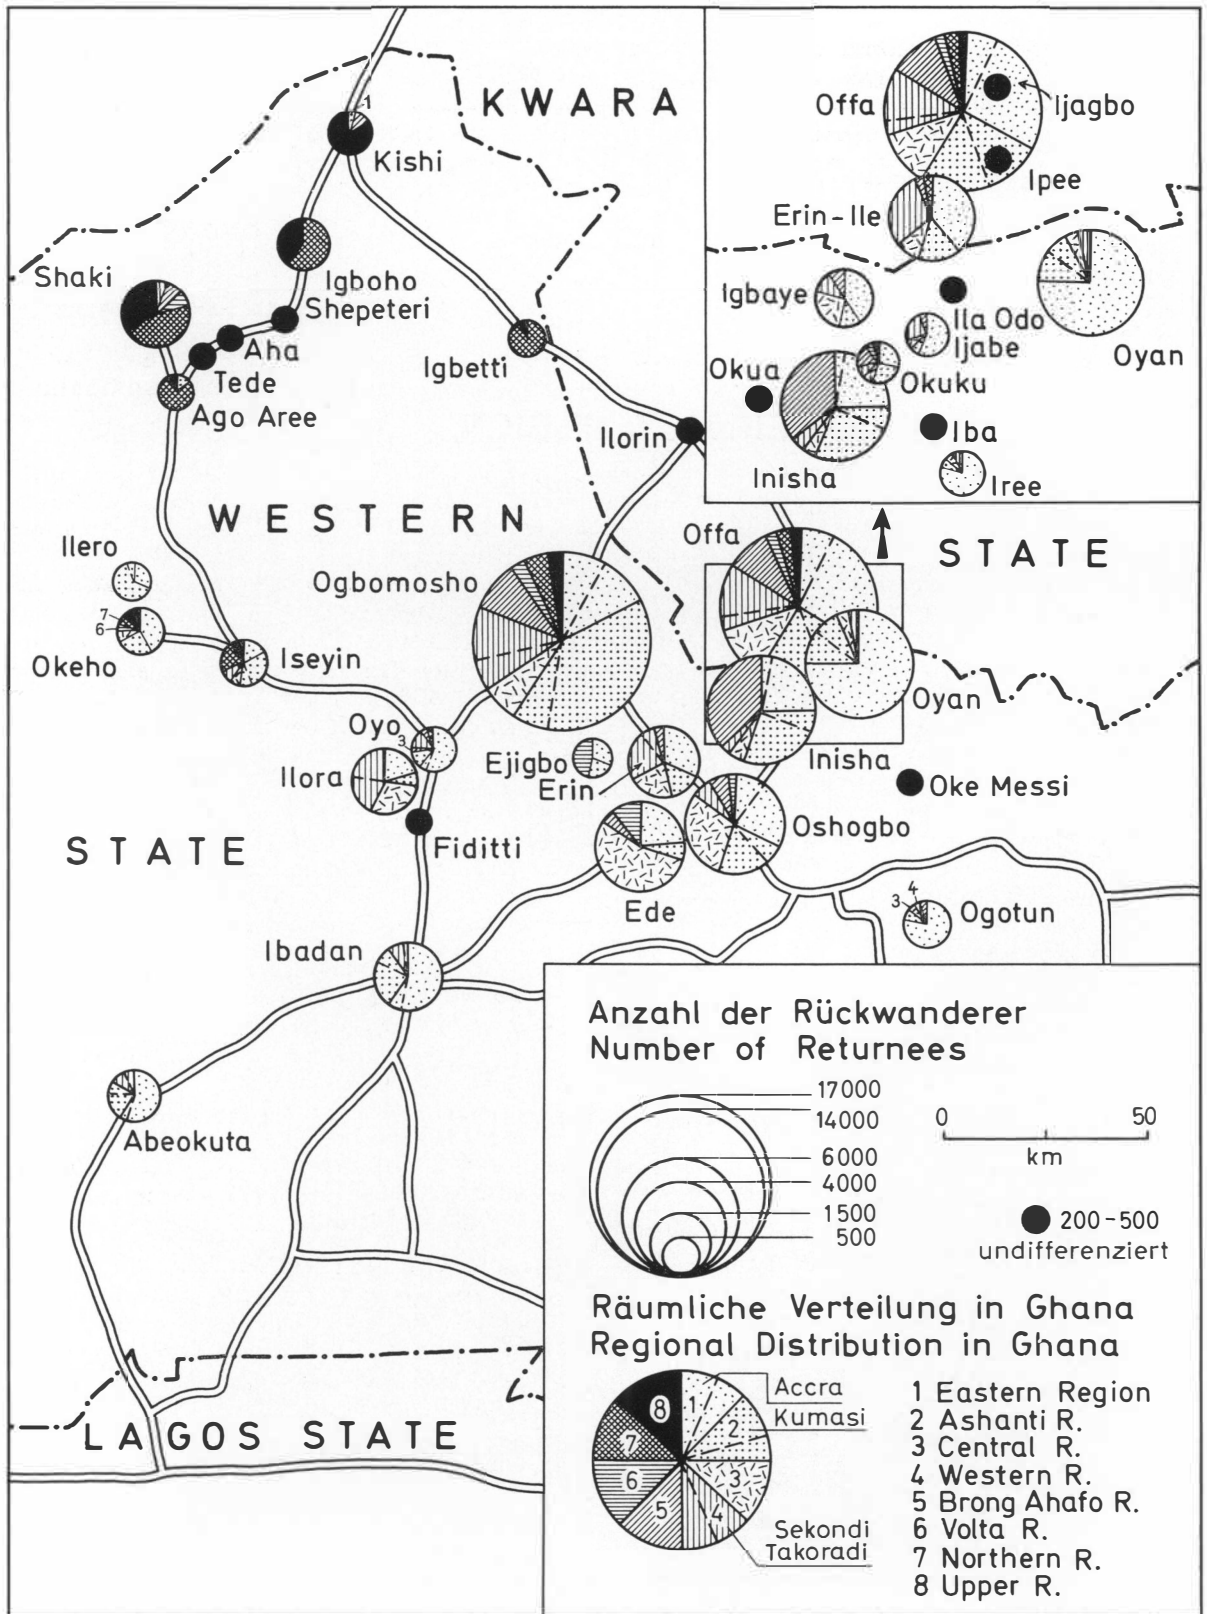 KWARA
1
Kishi
Offa
Ijagbo
Ipee
Erin-Ile
Shaki
Igboho
Shepeteri
Igbaye
Ila Odo
Ijabe
Oyan
Aha
Tede
Ago Aree
Igbetti
Okua
Okuku
Ilorin
Iba
Inisha
Iree
WESTERN
Offa
STATE
Ilero
Ogbomosho
7
6
Okeho
Iseyin
Oyan
Oyo
3
Ejigbo
Erin
Inisha
Ilora
Oke Messi
Oshogbo
STATE
Fiditti
Ede
3
4
Ogotun
Ibadan
Abeokuta
LAGOS STATE
Anzahl der Rückwanderer
Number of Returnees
17000
14000
6000
4000
1500
500
0 50
km
200-500
undifferenziert
Räumliche Verteilung in Ghana
Regional Distribution in Ghana
1
2
3
4
5
6
7
8
Accra
Kumasi
Sekondi
Takoradi
1 Eastern Region
2 Ashanti R.
3 Central R.
4 Western R.
5 Brong Ahafo R.
6 Volta R.
7 Northern R.
8 Upper R.